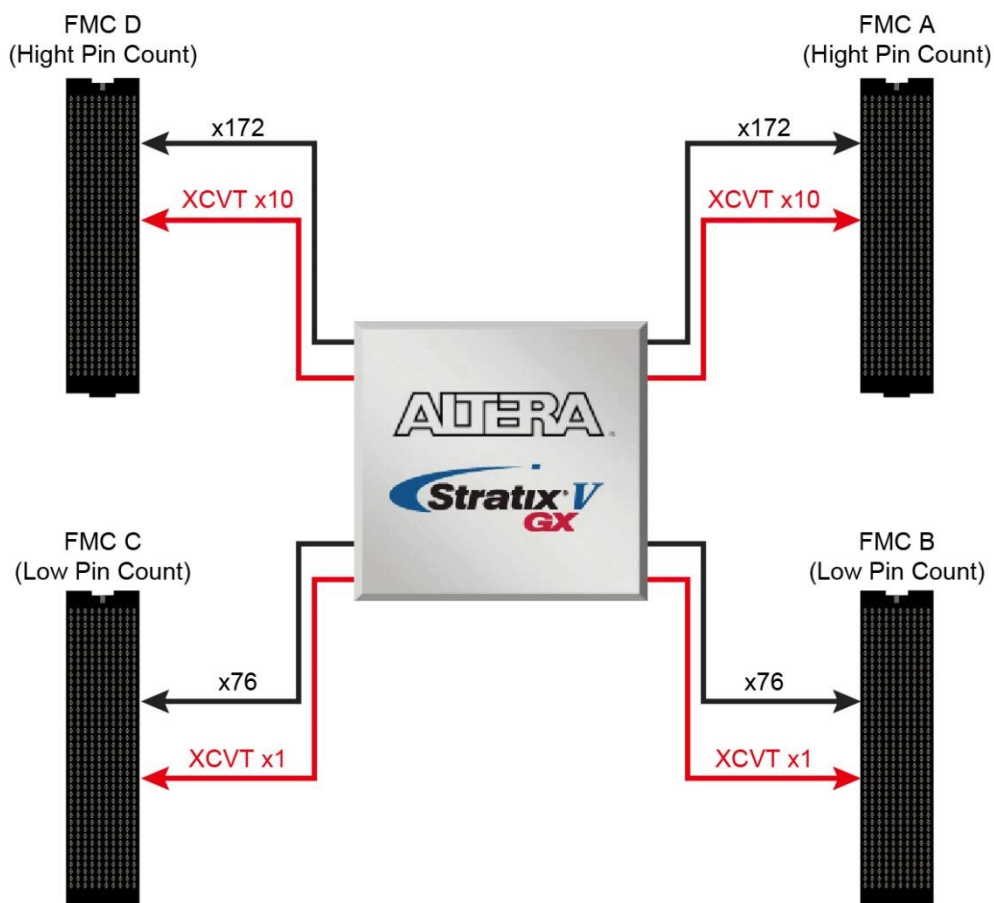 FMC D
(Hight Pin Count)
FMC A
(Hight Pin Count)
x172
x172
XCVT x10
XCVT x10
ALTERA®
Stratix® V
GX
FMC C
(Low Pin Count)
FMC B
(Low Pin Count)
x76
x76
XCVT x1
XCVT x1